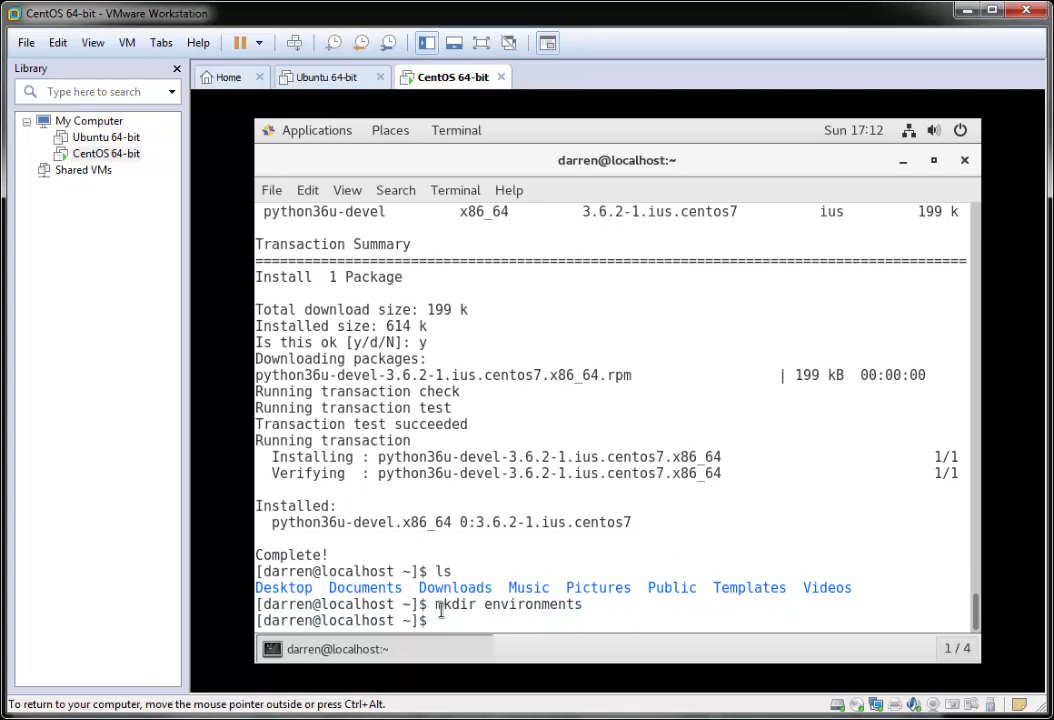 CentOS 64-bit - VMware Workstation
File Edit View VM Tabs Help
Library
Type here to search
My Computer
Ubuntu 64-bit
CentOS 64-bit
Shared VMs
Home
Ubuntu 64-bit
CentOS 64-bit
Applications Places Terminal Sun 17:12
darren@localhost:~
File Edit View Search Terminal Help
python36u-devel x86_64 3.6.2-1.ius.centos7 ius 199 k
Transaction Summary
================================================================================
Install 1 Package
Total download size: 199 k
Installed size: 614 k
Is this ok [y/d/N]: y
Downloading packages:
python36u-devel-3.6.2-1.ius.centos7.x86_64.rpm | 199 kB 00:00:00
Running transaction check
Running transaction test
Transaction test succeeded
Running transaction
Installing : python36u-devel-3.6.2-1.ius.centos7.x86_64 1/1
Verifying : python36u-devel-3.6.2-1.ius.centos7.x86_64 1/1
Installed:
python36u-devel.x86_64 0:3.6.2-1.ius.centos7
Complete!
[darren@localhost ~]$ ls
Desktop Documents Downloads Music Pictures Public Templates Videos
[darren@localhost ~]$ mkdir environments
[darren@localhost ~]$
darren@localhost:~ 1 / 4
To return to your computer, move the mouse pointer outside or press Ctrl+Alt.